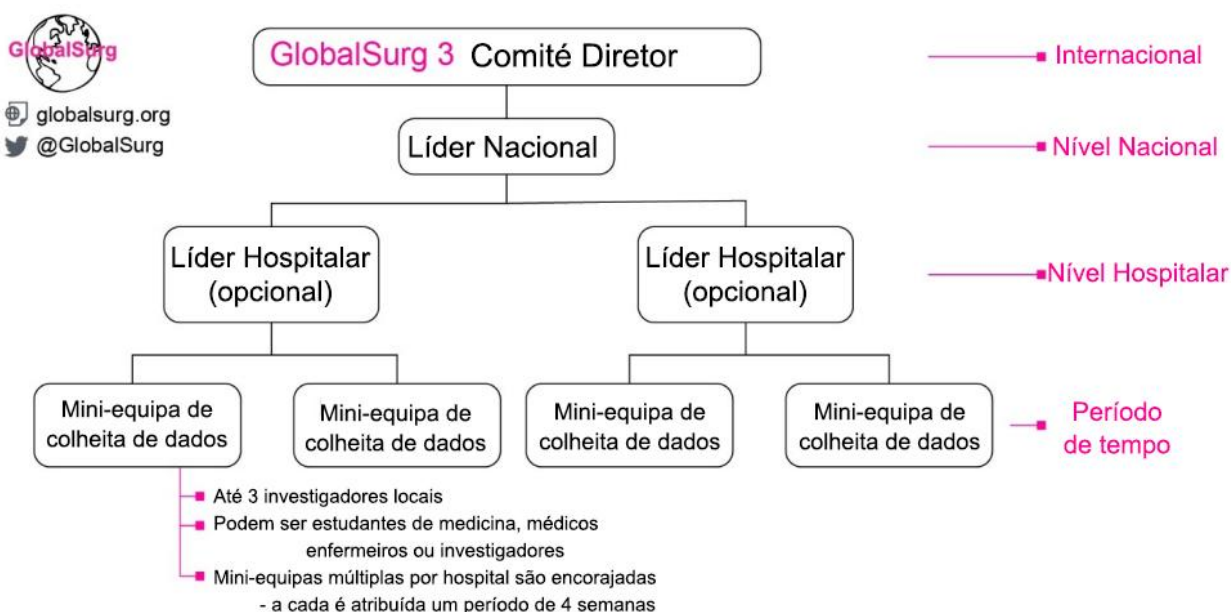 GlobalSurg
globalsurg.org
@GlobalSurg
GlobalSurg 3 Comité Diretor
Internacional
Líder Nacional
Nível Nacional
Líder Hospitalar
(opcional)
Líder Hospitalar
(opcional)
Nível Hospitalar
Mini-equipa de
colheita de dados
Mini-equipa de
colheita de dados
Mini-equipa de
colheita de dados
Mini-equipa de
colheita de dados
Período
de tempo
Até 3 investigadores locais
Podem ser estudantes de medicina, médicos
enfermeiros ou investigadores
Mini-equipas múltiplas por hospital são encorajadas
- a cada é atribuída um período de 4 semanas